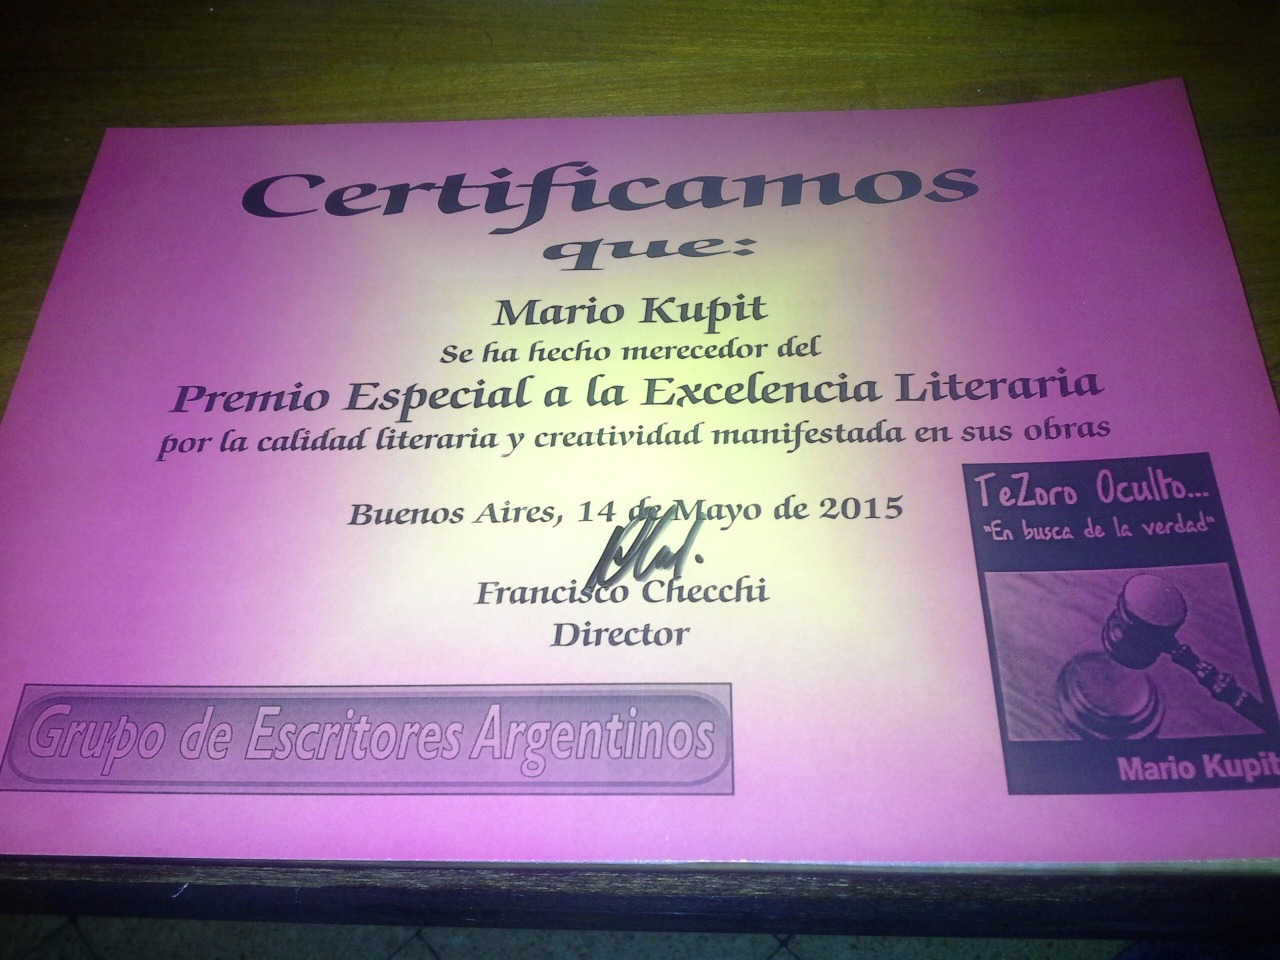 Certificamos
que:
Mario Kupit
Se ha hecho merecedor del
Premio Especial a la Excelencia Literaria
por la calidad literaria y creatividad manifestada en sus obras
Buenos Aires, 14 de Mayo de 2015
Francisco Checchi
Director
Grupo de Escritores Argentinos
TeZoro Oculto...
"En busca de la verdad"
Mario Kupit